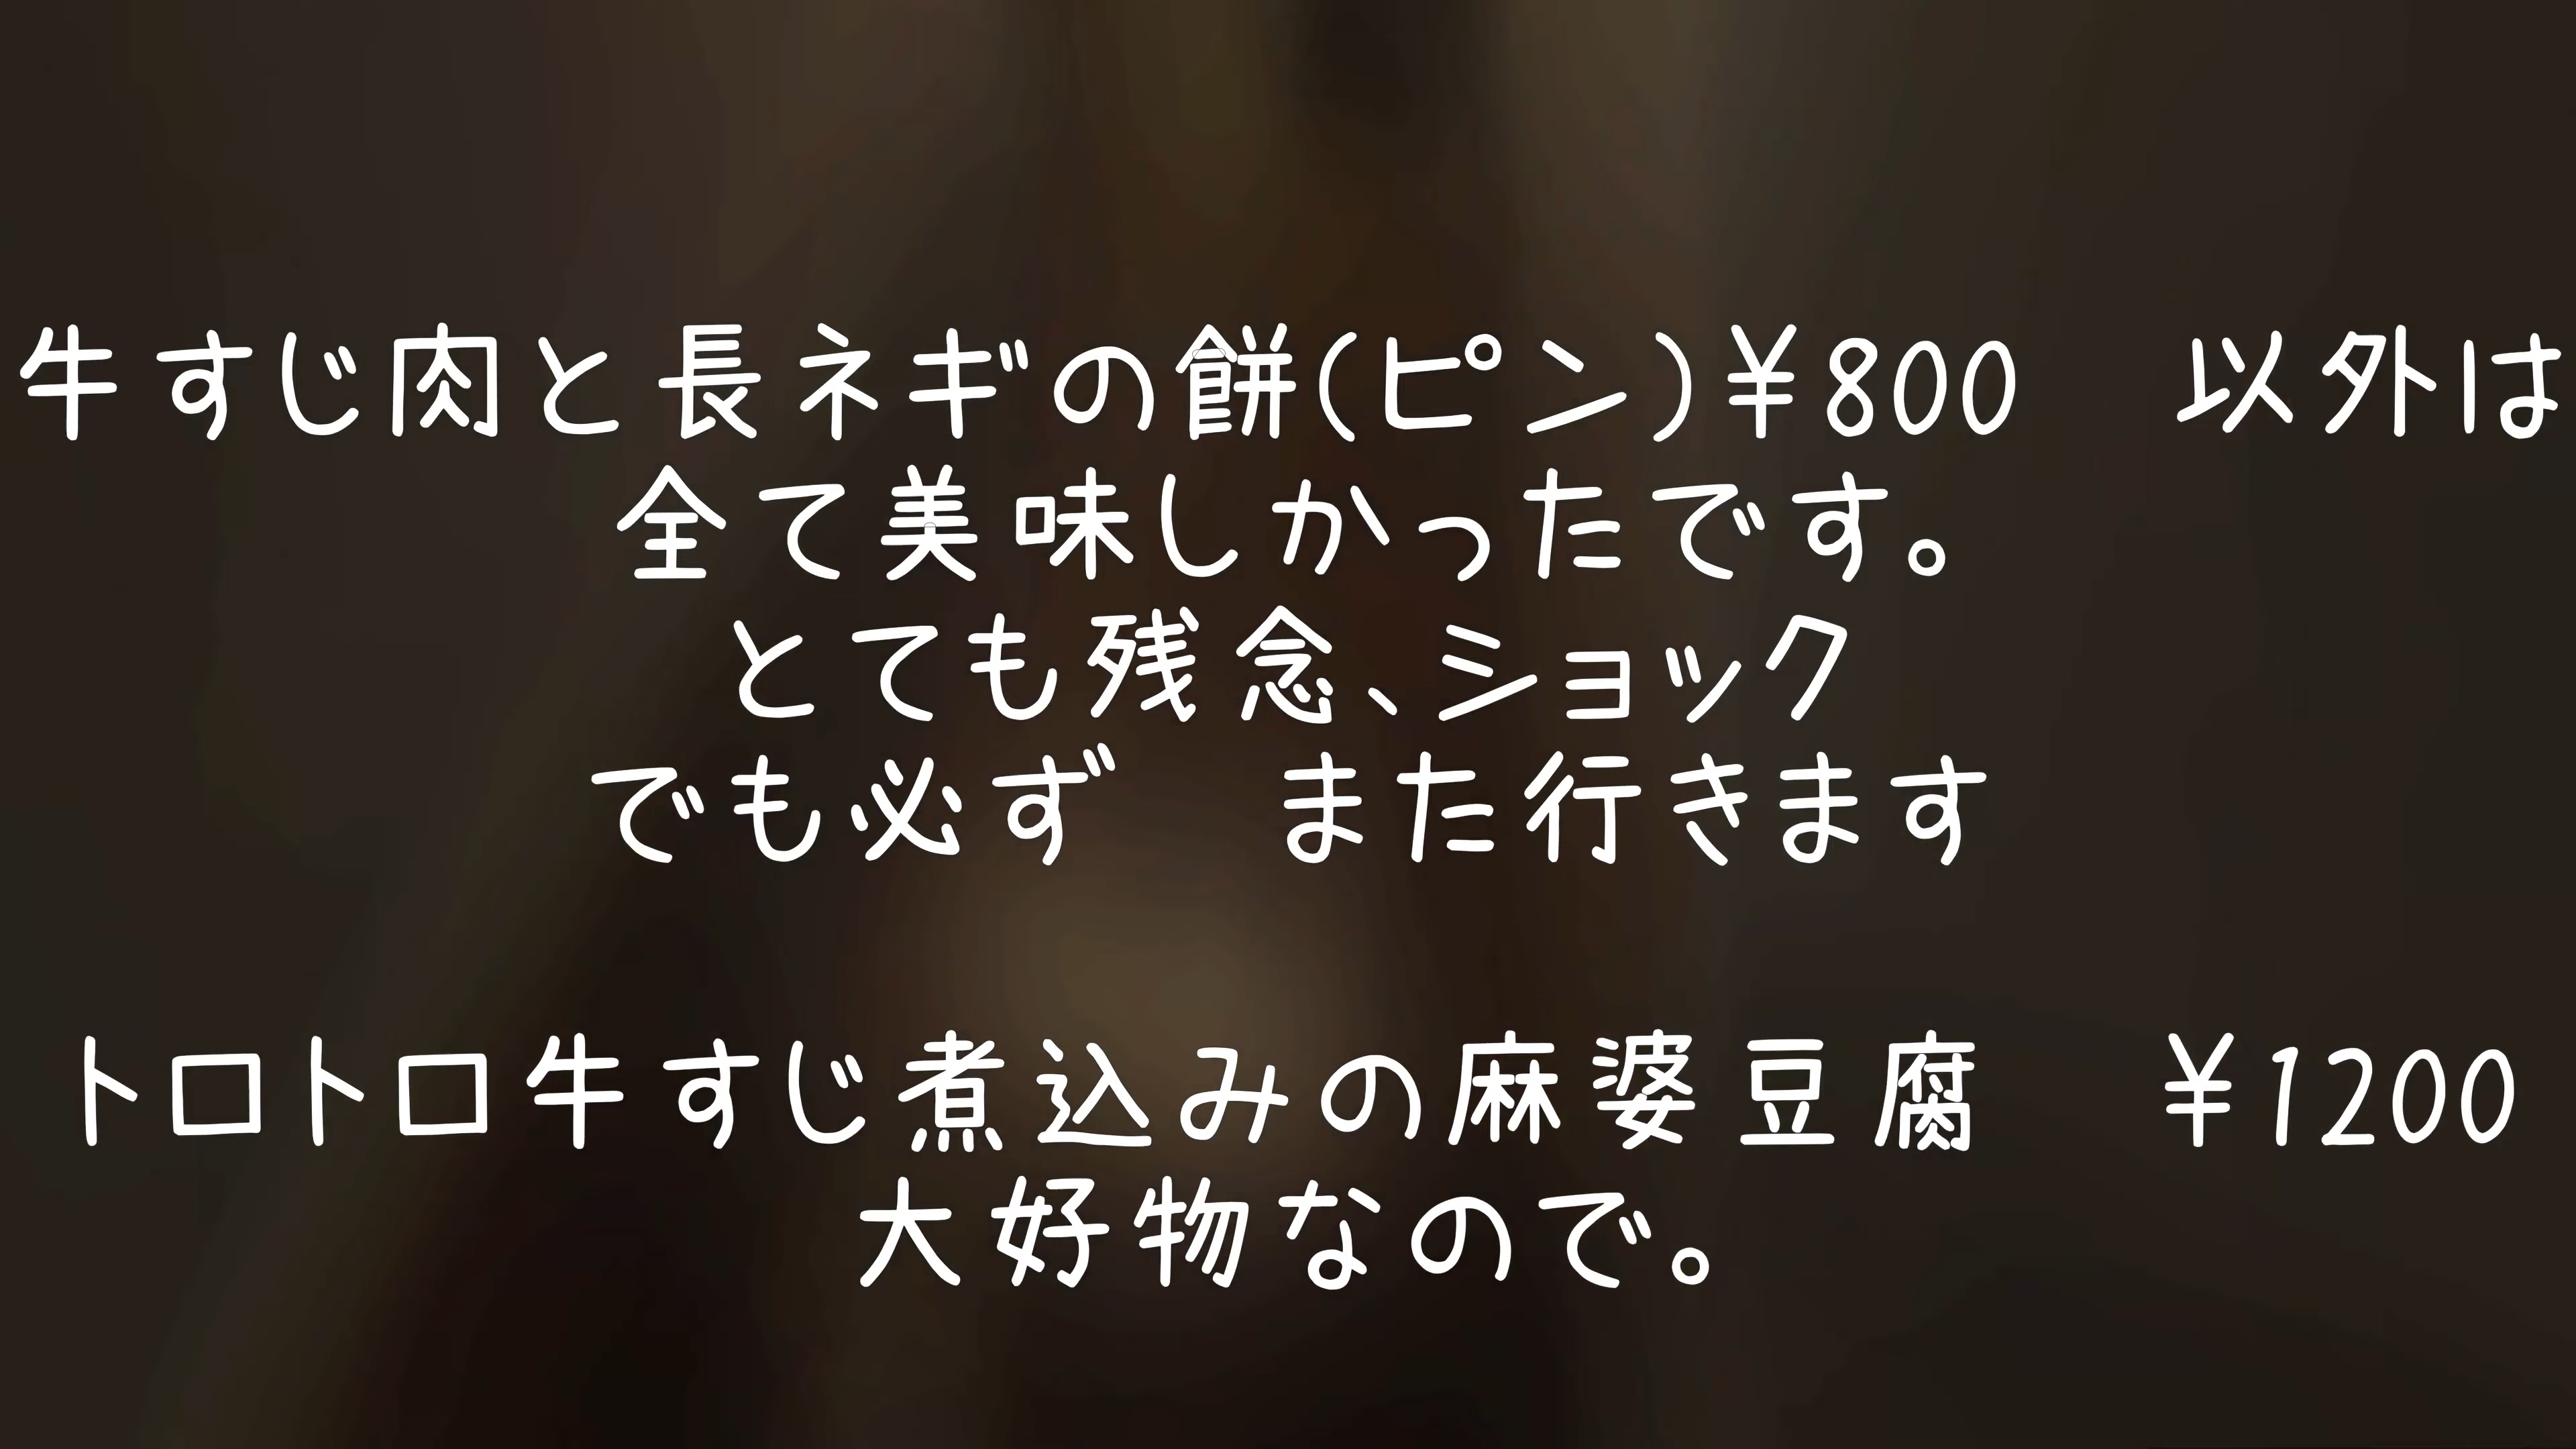 牛すじ肉と長ネギの餅(ピン)￥800　以外は
全て美味しかったです。
とても残念、ショック
でも必ず　また行きます
トロトロ牛すじ煮込みの麻婆豆腐　￥1200
大好物なので。